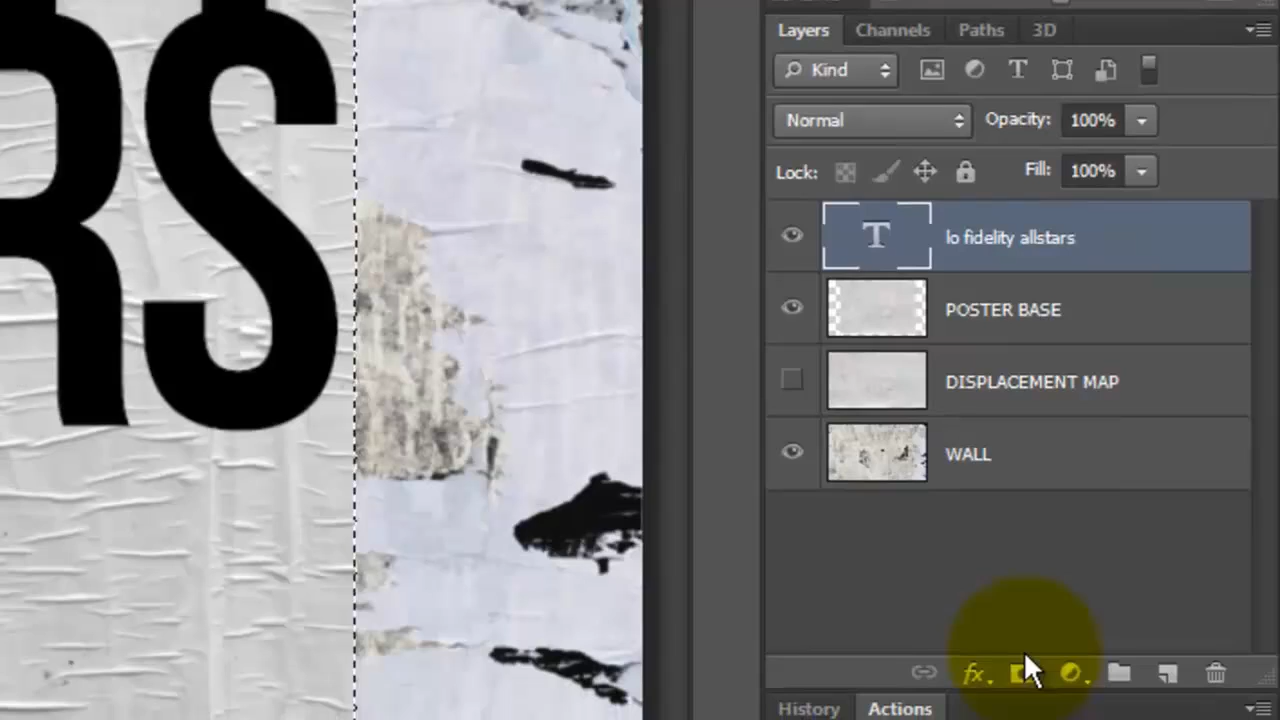 RS
Layers Channels Paths 3D
Kind T
Normal Opacity: 100%
Lock: Fill: 100%
T lo fidelity allstars
POSTER BASE
DISPLACEMENT MAP
WALL
fx
History Actions